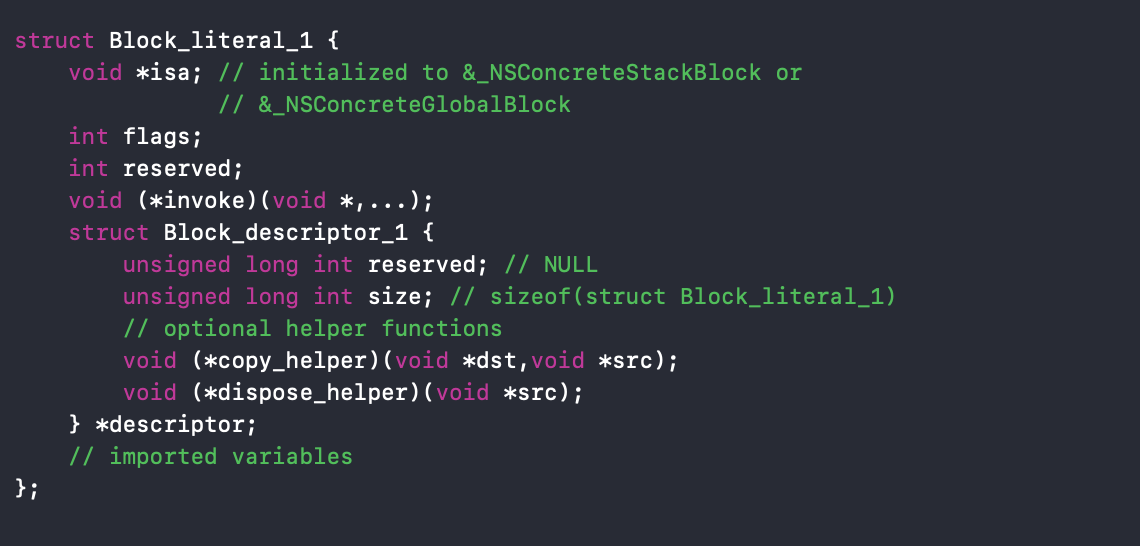 struct Block_literal_1 {
    void *isa; // initialized to &_NSConcreteStackBlock or
               // &_NSConcreteGlobalBlock
    int flags;
    int reserved;
    void (*invoke)(void *,...);
    struct Block_descriptor_1 {
        unsigned long int reserved; // NULL
        unsigned long int size; // sizeof(struct Block_literal_1)
        // optional helper functions
        void (*copy_helper)(void *dst,void *src);
        void (*dispose_helper)(void *src);
    } *descriptor;
    // imported variables
};